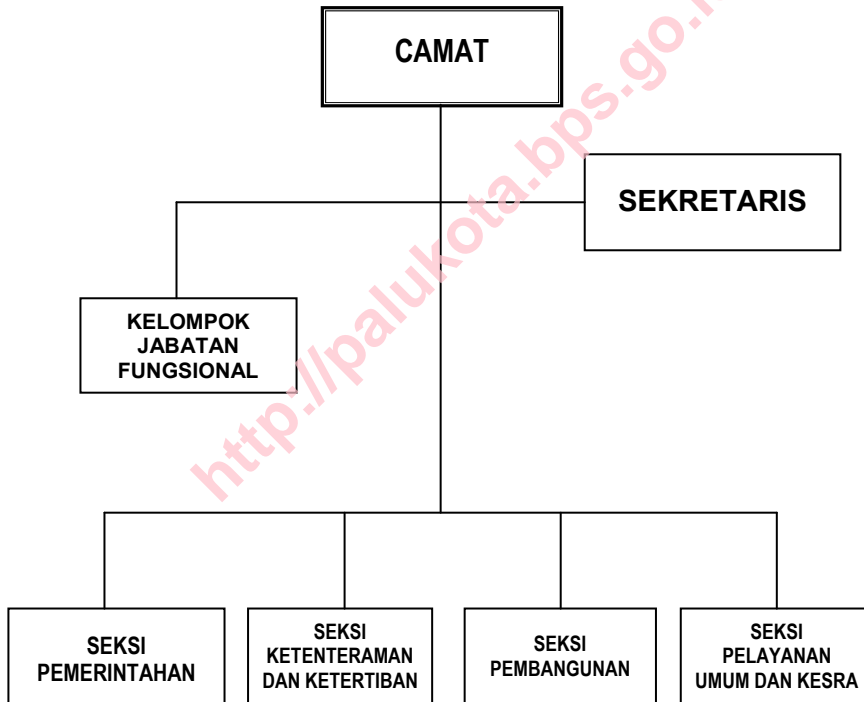 CAMAT
SEKRETARIS
KELOMPOK
JABATAN
FUNGSIONAL
http://palukota.bps.go.i
SEKSI
PEMERINTAHAN
SEKSI
KETENTERAMAN
DAN KETERTIBAN
SEKSI
PEMBANGUNAN
SEKSI
PELAYANAN
UMUM DAN KESRA